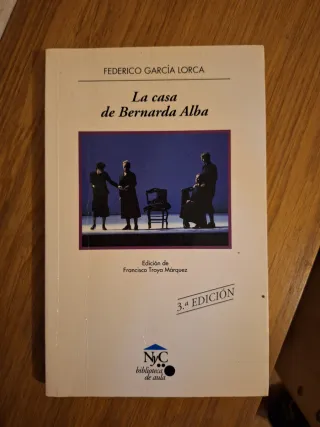 FEDERICO GARCÍA LORCA
La casa
de Bernarda Alba
Edición de
Francisco Troya Márquez
3.ª EDICIÓN
NyC
biblioteca
de aula